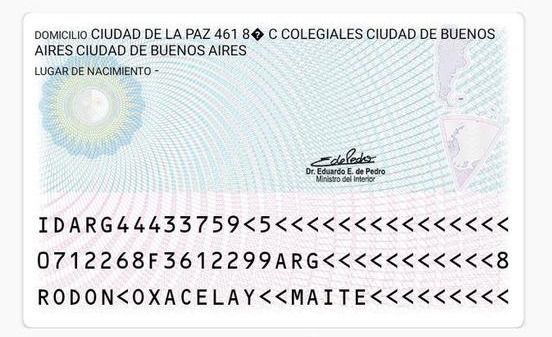 DOMICILIO CIUDAD DE LA PAZ 461 8� C COLEGIALES CIUDAD DE BUENOS
AIRES CIUDAD DE BUENOS AIRES
LUGAR DE NACIMIENTO -
EdePedro
Dr. Eduardo E. de Pedro
Ministro del Interior
IDARG44433759<5<<<<<<<<<<<<<<<
0712268F3612299ARG<<<<<<<<<<<8
RODON<OXACELAY<<MAITE<<<<<<<<<